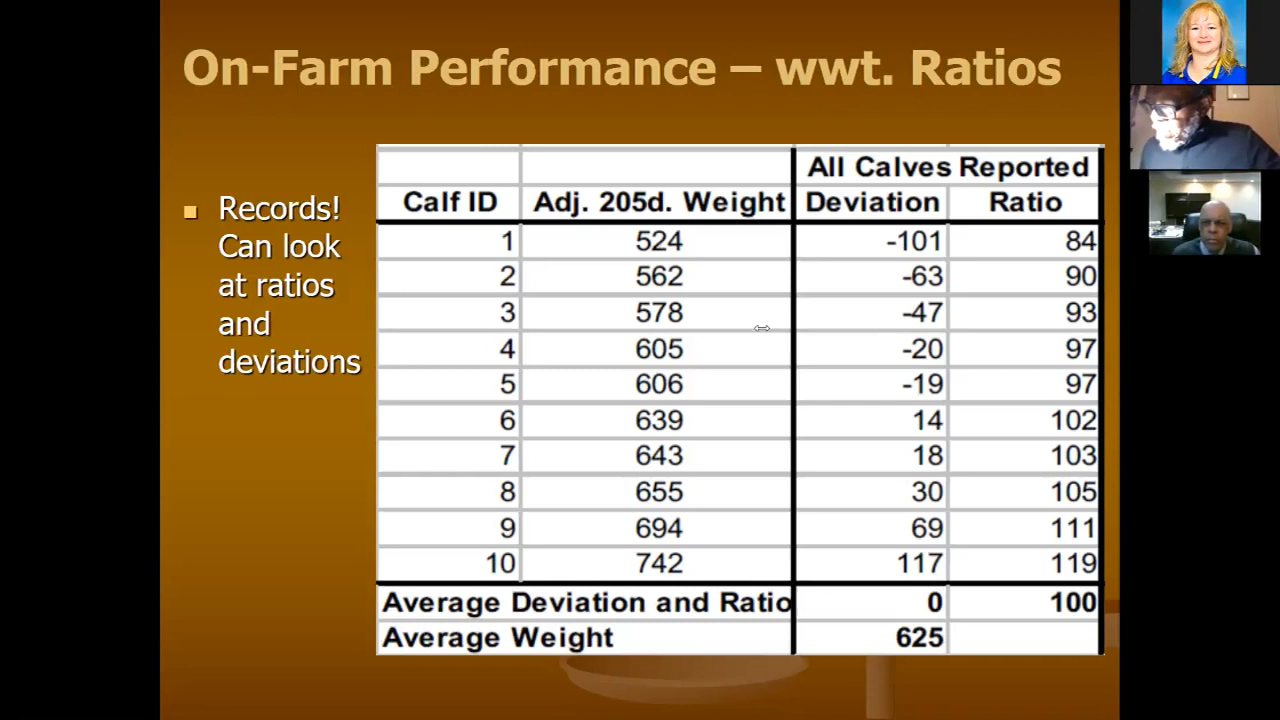 On-Farm Performance – wwt. Ratios
Records!
Can look
at ratios
and
deviations
All Calves Reported
Calf ID Adj. 205d. Weight Deviation Ratio
1 524 -101 84
2 562 -63 90
3 578 -47 93
4 605 -20 97
5 606 -19 97
6 639 14 102
7 643 18 103
8 655 30 105
9 694 69 111
10 742 117 119
Average Deviation and Ratio 0 100
Average Weight 625